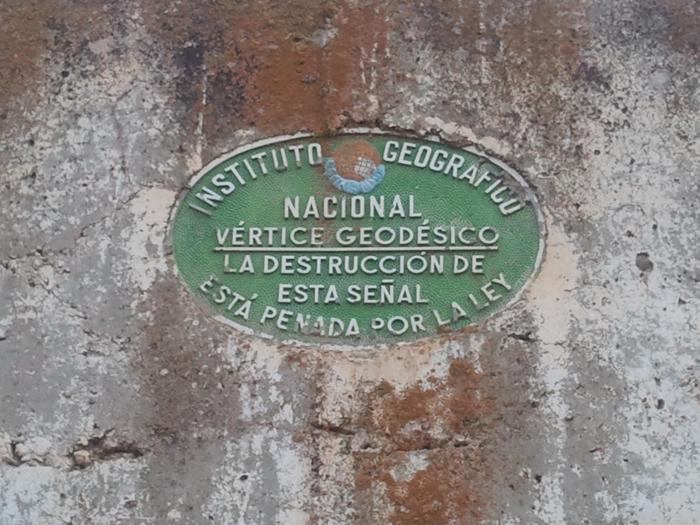 INSTITUTO GEOGRÁFICO
NACIONAL
VÉRTICE GEODÉSICO
LA DESTRUCCIÓN DE
ESTA SEÑAL
ESTÁ PENADA POR LA LEY